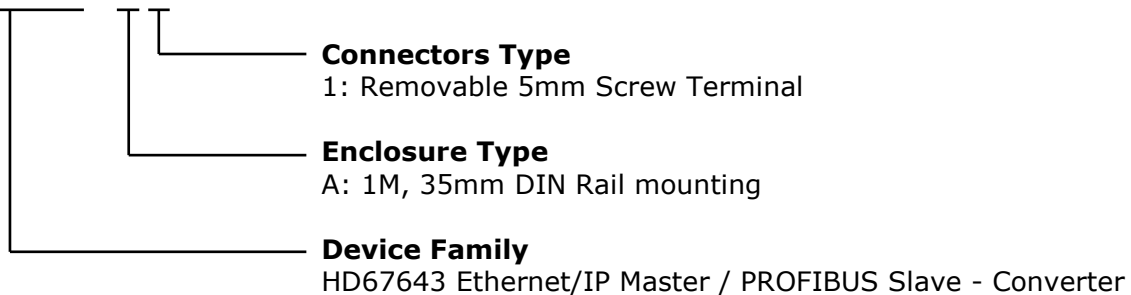 Connectors Type
1: Removable 5mm Screw Terminal
Enclosure Type
A: 1M, 35mm DIN Rail mounting
Device Family
HD67643 Ethernet/IP Master / PROFIBUS Slave - Converter